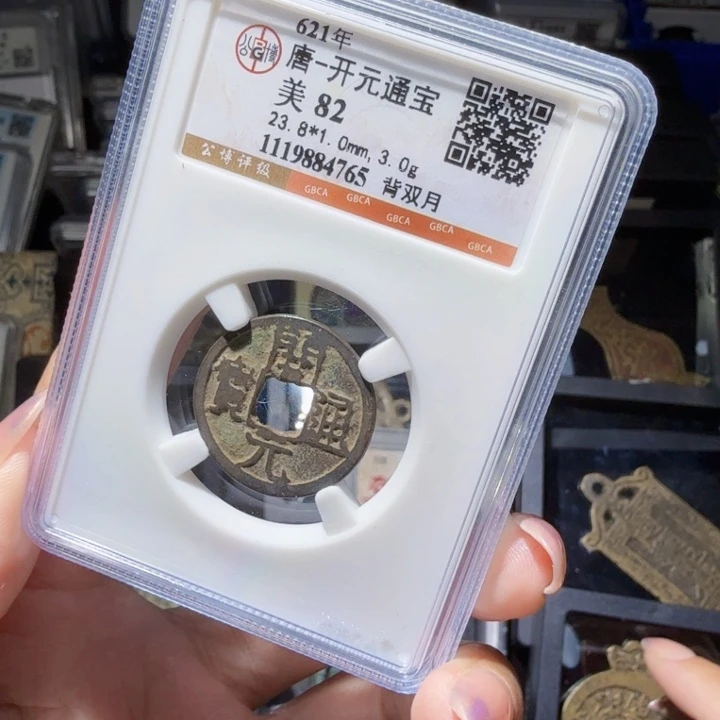 621年
唐-开元通宝
美 82
23.8*1.0mm, 3.0g
1119884765 背双月
公博评级
GBCA GBCA GBCA GBCA GBCA
開
通
元
寳